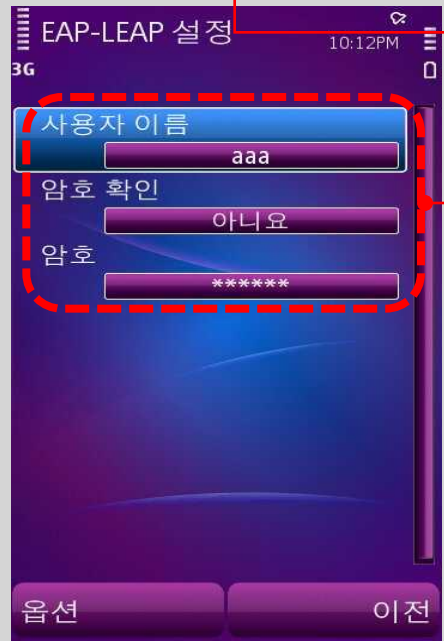 EAP-LEAP 설정
10:12PM
3G
사용자 이름
aaa
암호 확인
아니요
암호
******
옵션
이전